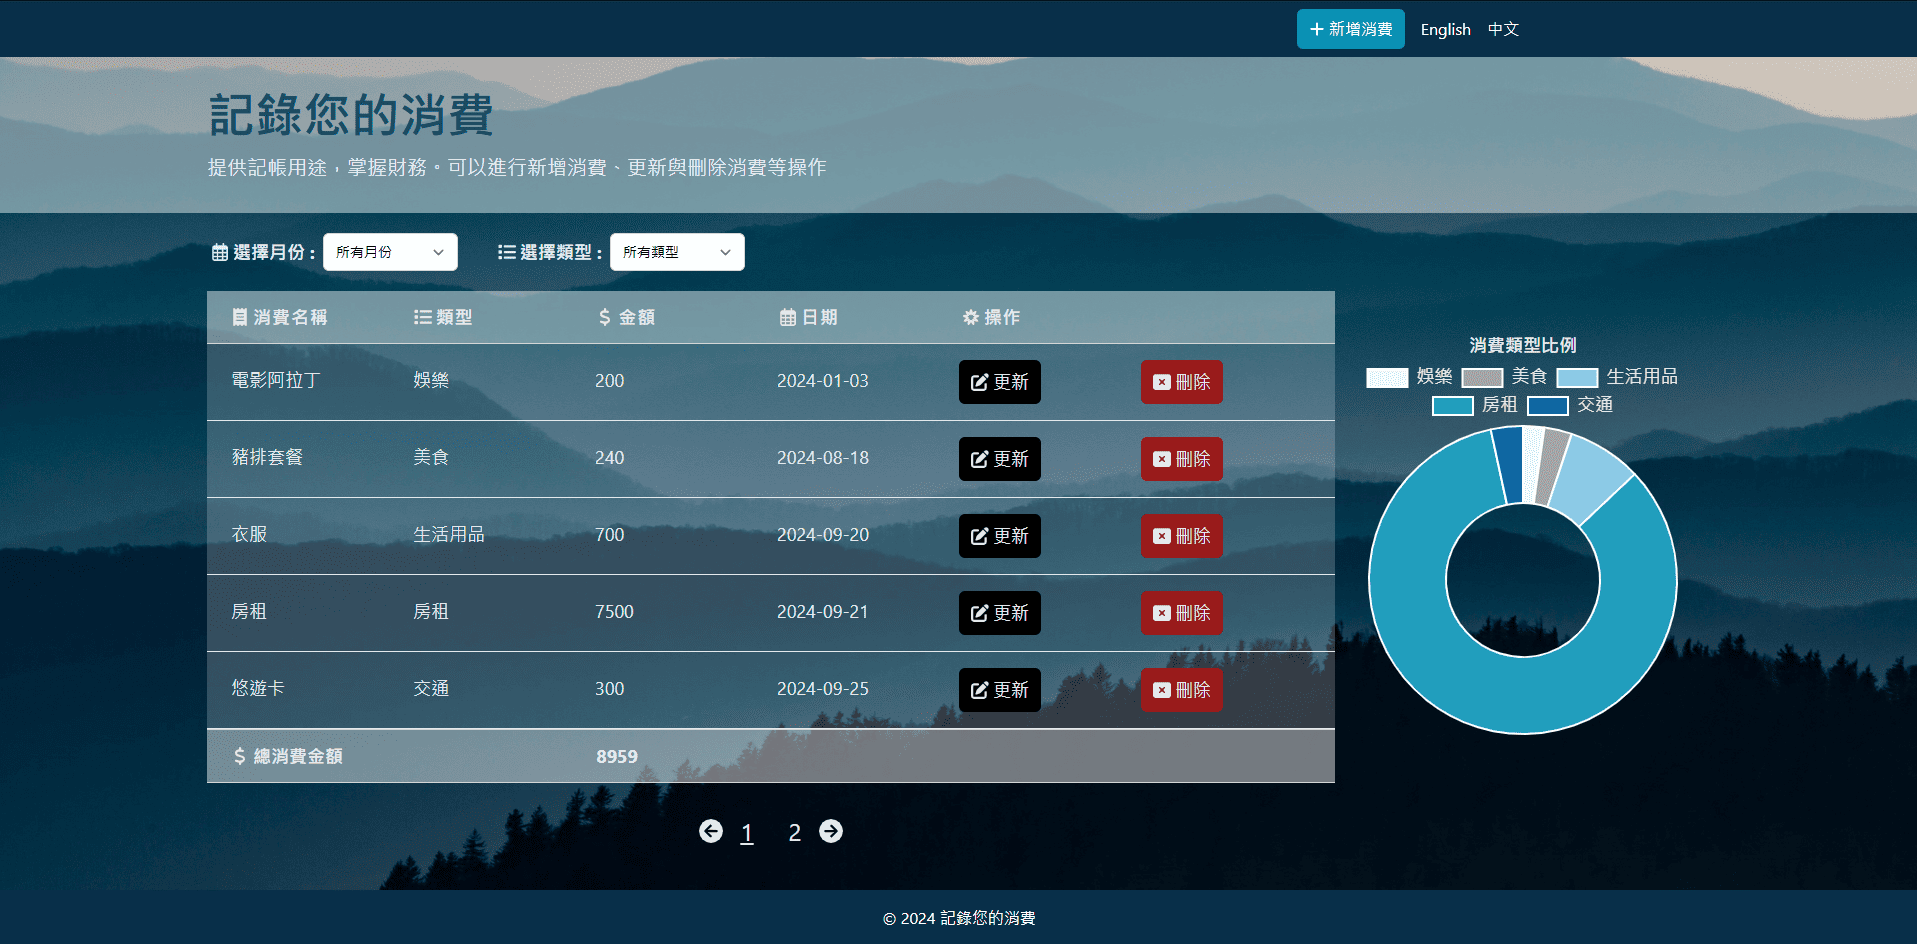 新增消費 English 中文
記錄您的消費
提供記帳用途，掌握財務。可以進行新增消費、更新與刪除消費等操作
選擇月份： 所有月份 選擇類型： 所有類型
消費名稱 類型 金額 日期 操作
電影阿拉丁 娛樂 200 2024-01-03 更新 刪除
豬排套餐 美食 240 2024-08-18 更新 刪除
衣服 生活用品 700 2024-09-20 更新 刪除
房租 房租 7500 2024-09-21 更新 刪除
悠遊卡 交通 300 2024-09-25 更新 刪除
總消費金額 8959
1 2
消費類型比例
娛樂 美食 生活用品
房租 交通
© 2024 記錄您的消費